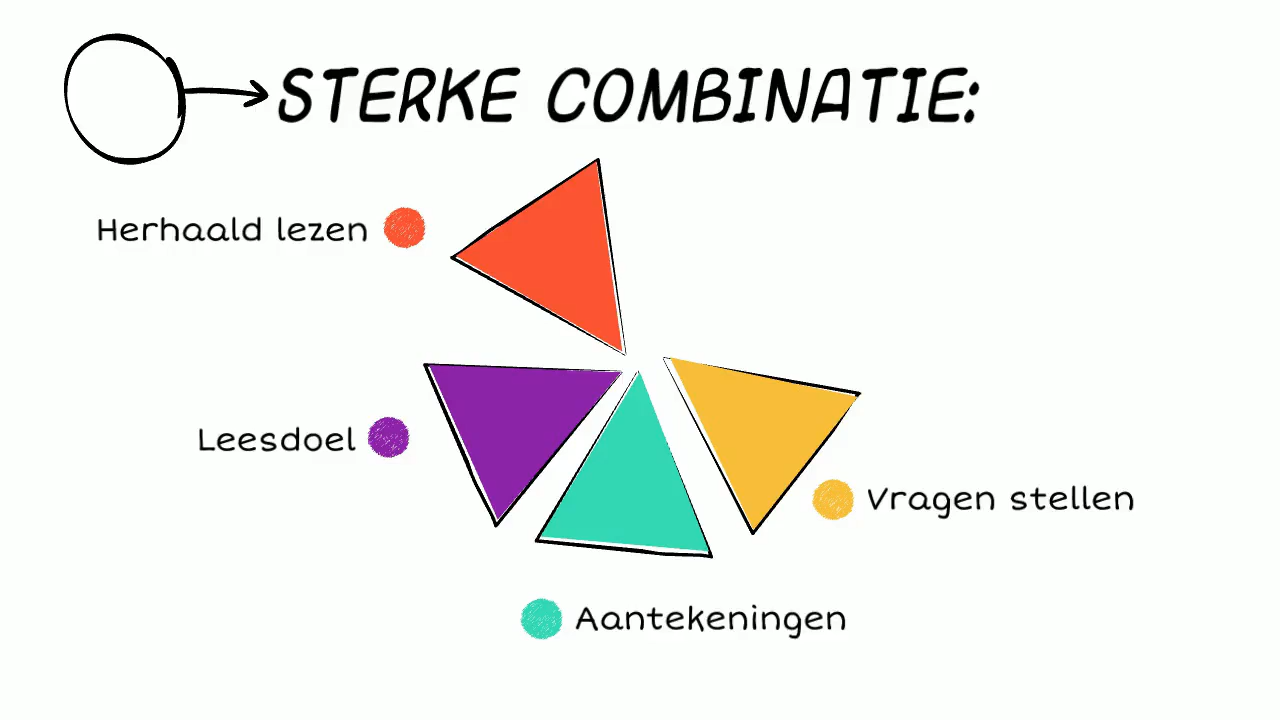 STERKE COMBINATIE:
Herhaald lezen
Leesdoel
Vragen stellen
Aantekeningen